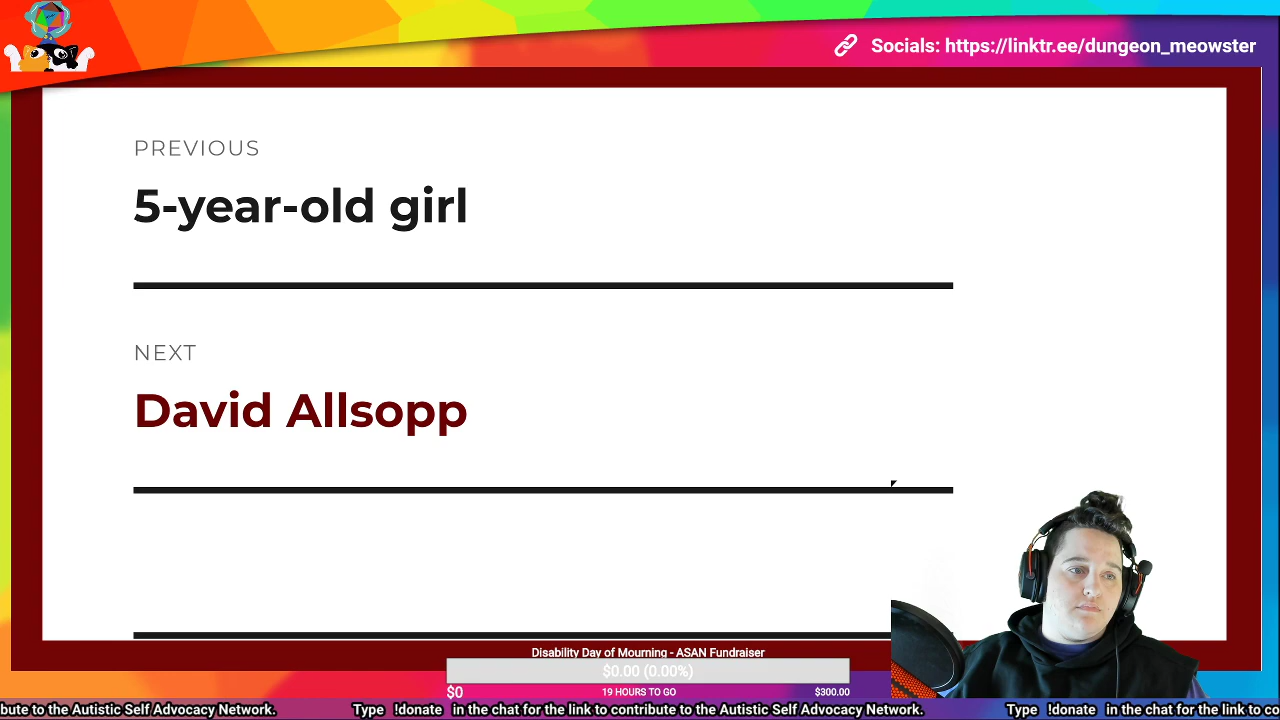 Socials: https://linktr.ee/dungeon_meowster
PREVIOUS
5-year-old girl
NEXT
David Allsopp
Disability Day of Mourning - ASAN Fundraiser
$0.00 (0.00%)
$0 19 HOURS TO GO $300.00
bute to the Autistic Self Advocacy Network. Type !donate in the chat for the link to contribute to the Autistic Self Advocacy Network. Type !donate in the chat for the link to co